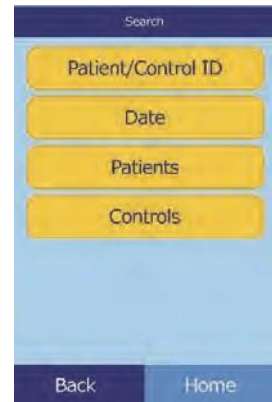 Search
Patient/Control ID
Date
Patients
Controls
Back
Home